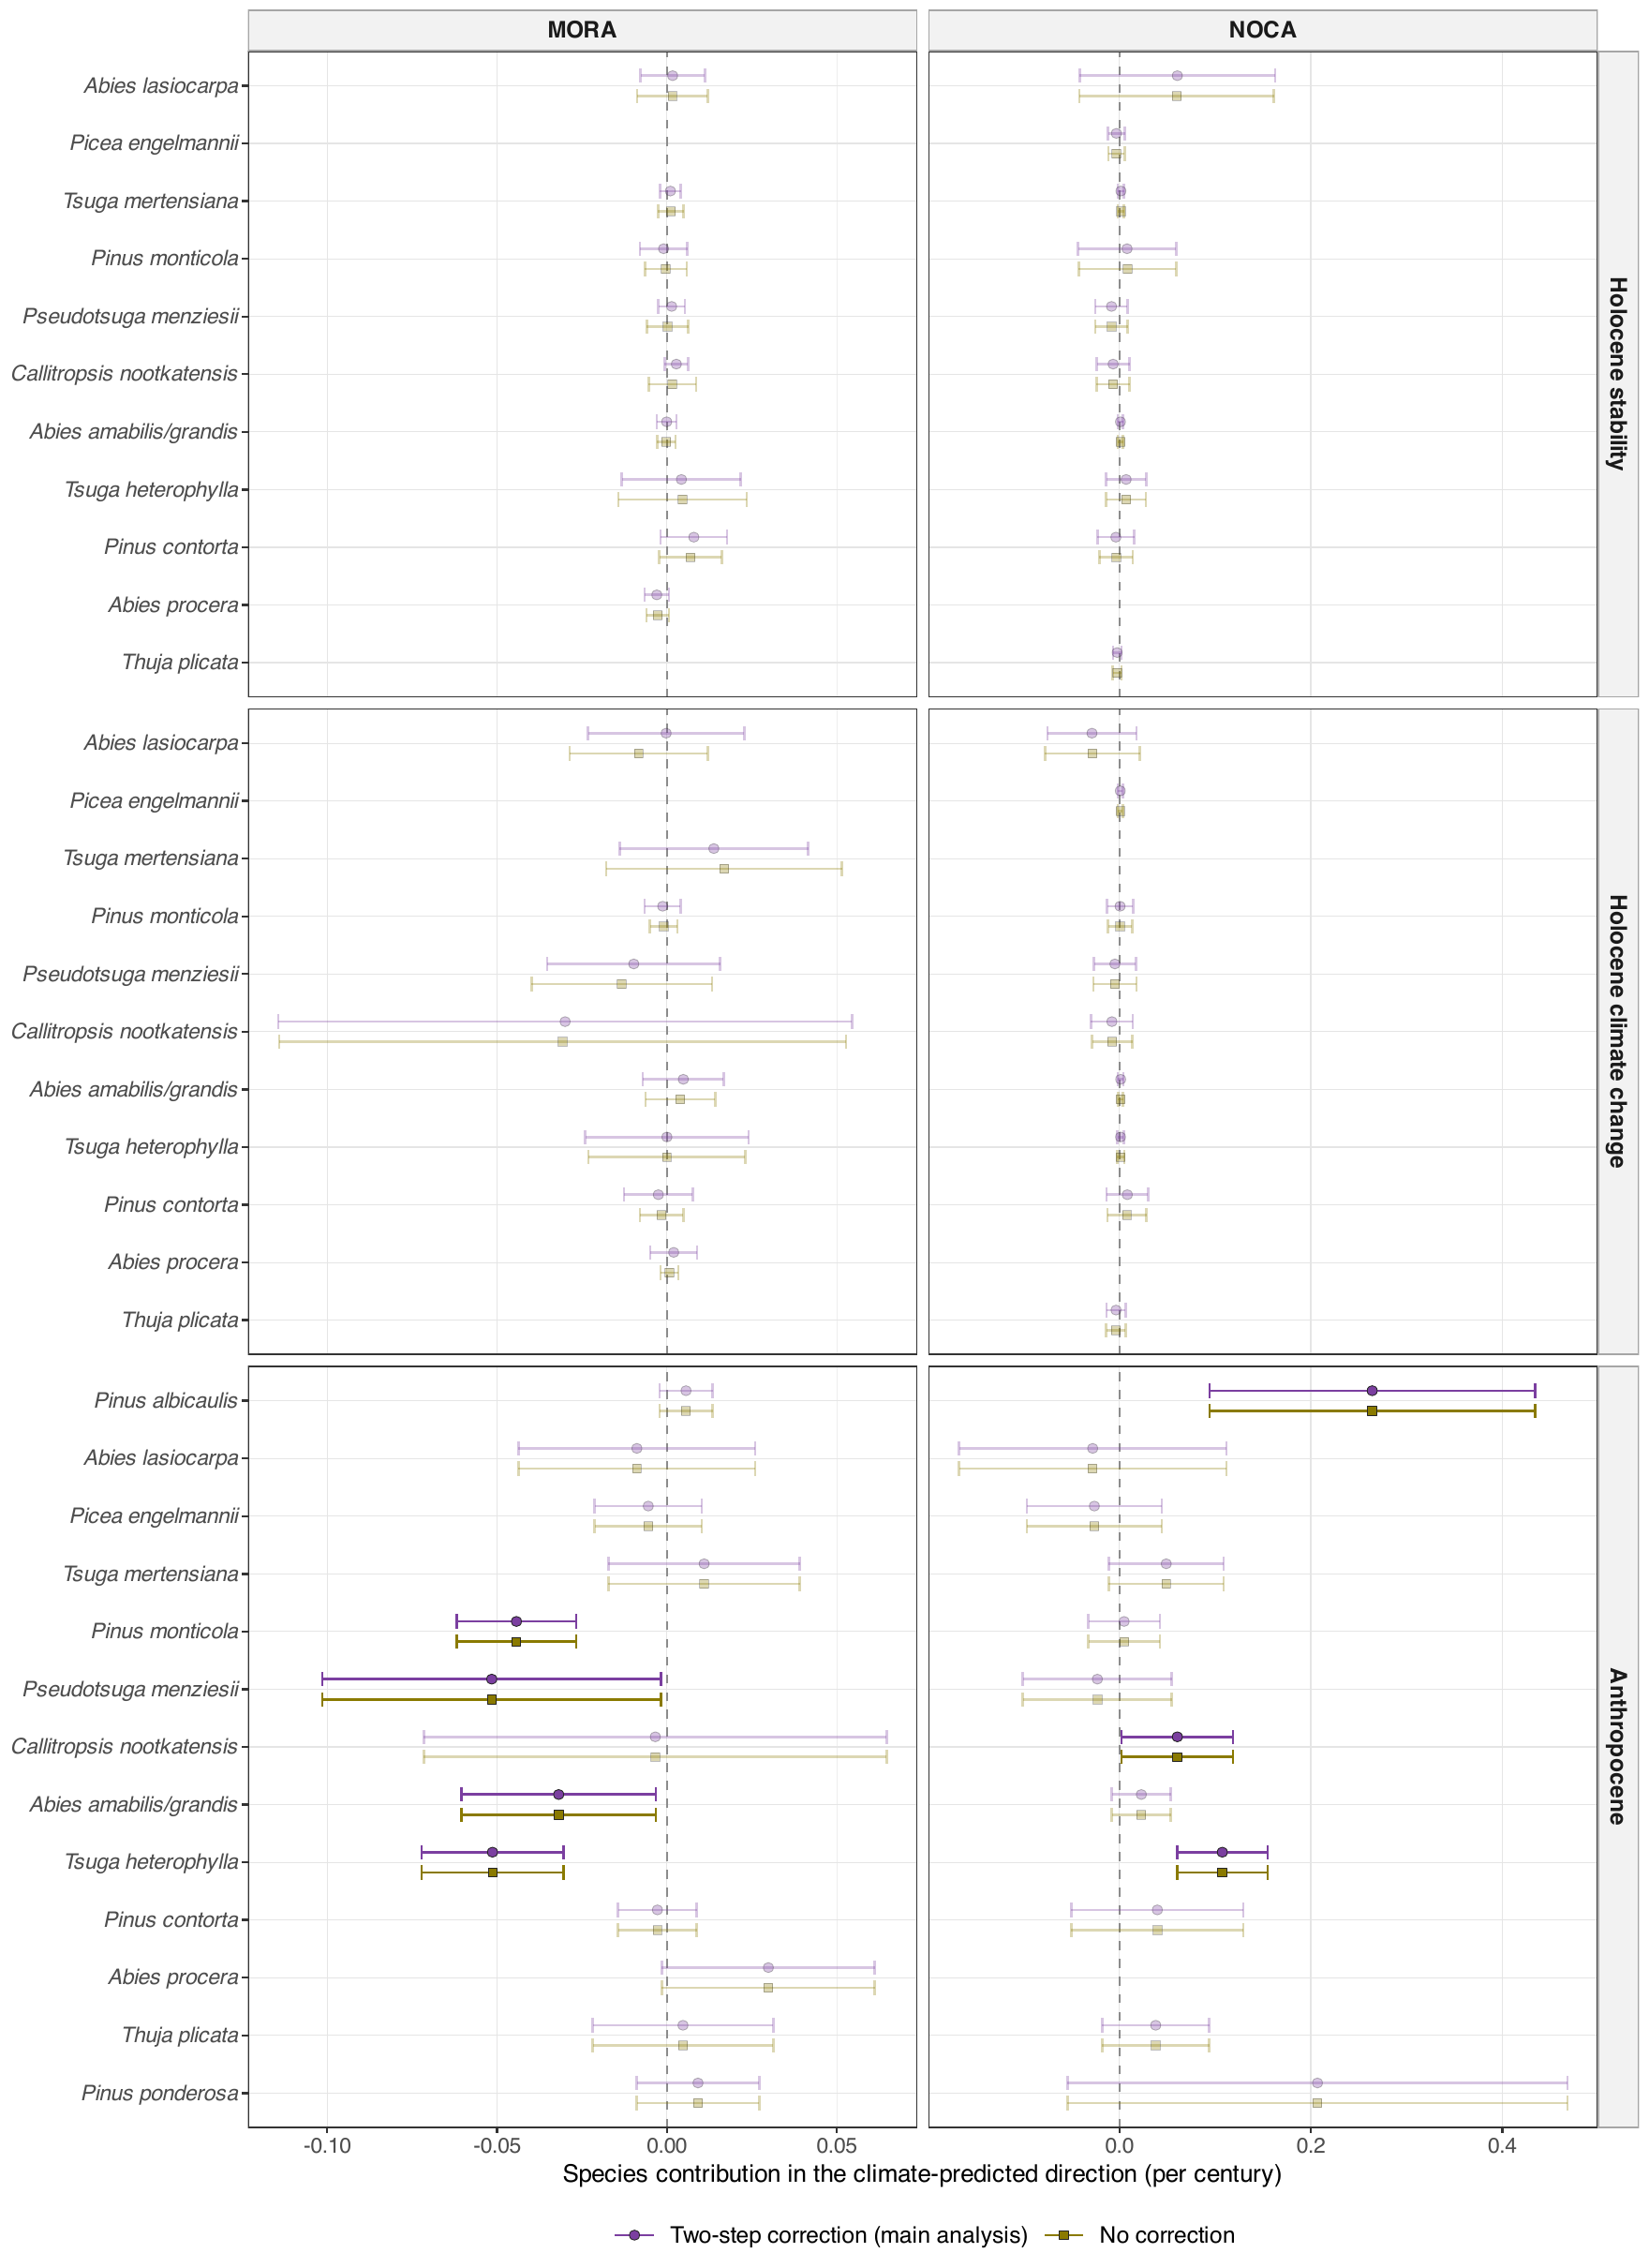 MORA NOCA
Abies lasiocarpa
Picea engelmannii
Tsuga mertensiana
Pinus monticola
Pseudotsuga menziesii
Callitropsis nootkatensis
Abies amabilis/grandis
Tsuga heterophylla
Pinus contorta
Abies procera
Thuja plicata
Holocene stability
Abies lasiocarpa
Picea engelmannii
Tsuga mertensiana
Pinus monticola
Pseudotsuga menziesii
Callitropsis nootkatensis
Abies amabilis/grandis
Tsuga heterophylla
Pinus contorta
Abies procera
Thuja plicata
Holocene climate change
Pinus albicaulis
Abies lasiocarpa
Picea engelmannii
Tsuga mertensiana
Pinus monticola
Pseudotsuga menziesii
Callitropsis nootkatensis
Abies amabilis/grandis
Tsuga heterophylla
Pinus contorta
Abies procera
Thuja plicata
Pinus ponderosa
Anthropocene
-0.10 -0.05 0.00 0.05 0.0 0.2 0.4
Species contribution in the climate-predicted direction (per century)
Two-step correction (main analysis) No correction